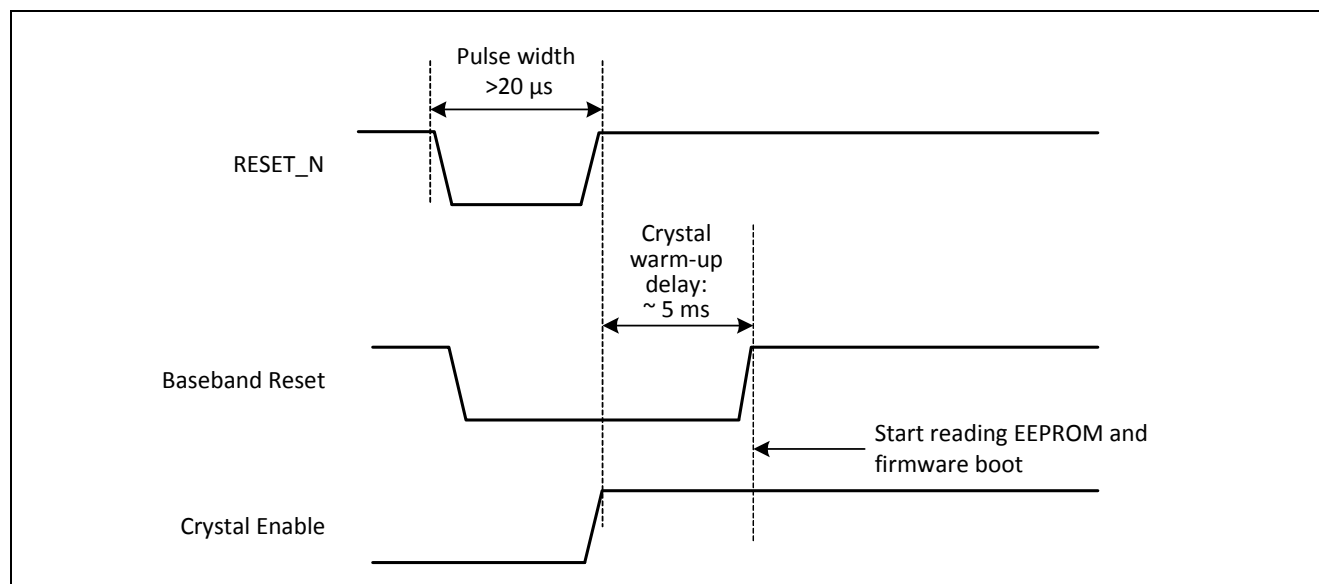 Pulse width
>20 µs
RESET_N
Crystal
warm-up
delay:
~ 5 ms
Baseband Reset
Start reading EEPROM and
firmware boot
Crystal Enable